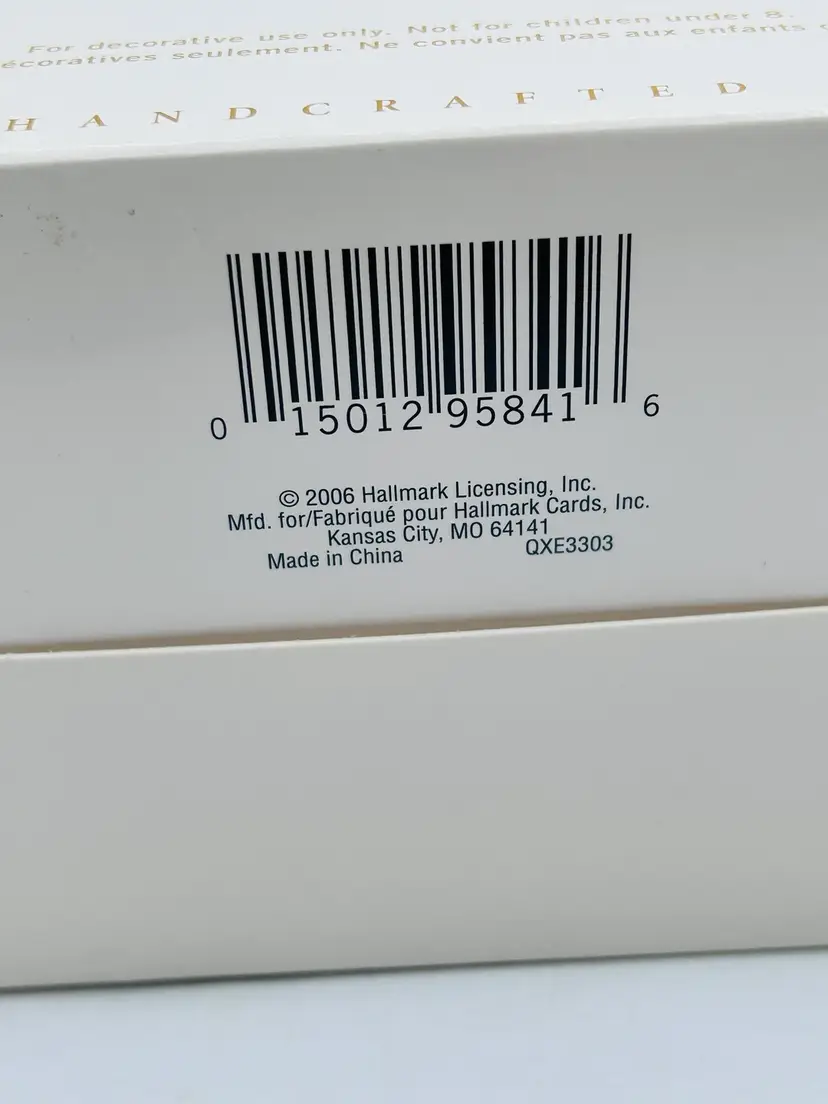 For decorative use only. Not for children under 8.
écoratives seulement. Ne convient pas aux enfants
HANDCRAFTED
0 15012 95841 6
© 2006 Hallmark Licensing, Inc.
Mfd. for/Fabriqué pour Hallmark Cards, Inc.
Kansas City, MO 64141
Made in China QXE3303